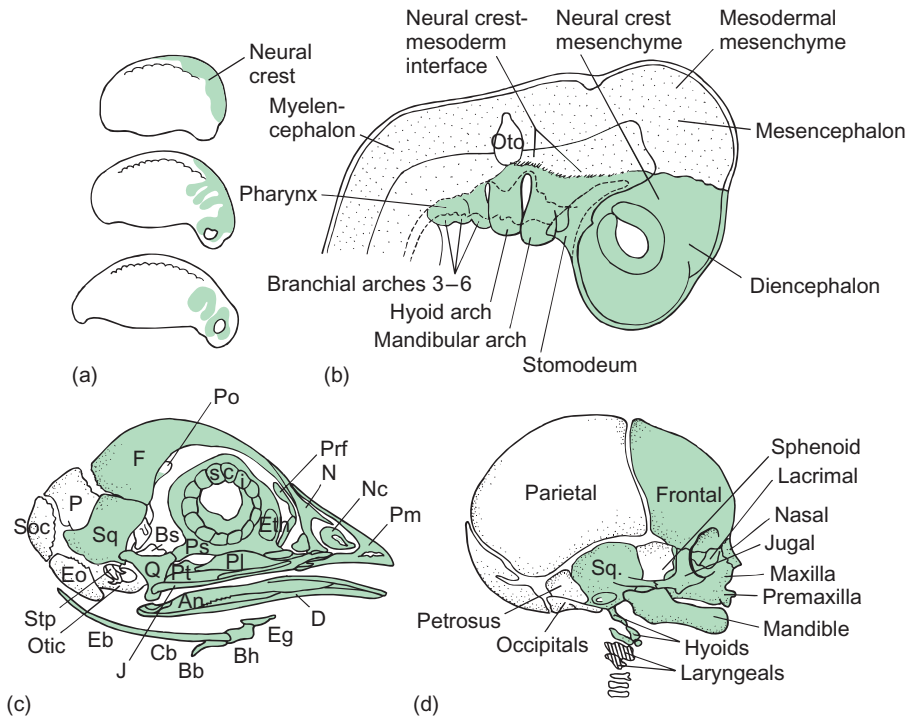 Neural
crest
(a)
Neural crest-
mesoderm
interface
Neural crest
mesenchyme
Mesodermal
mesenchyme
Myelen-
cephalon
Oto
Mesencephalon
Pharynx
Branchial arches 3–6
Hyoid arch
Mandibular arch
Stomodeum
Diencephalon
(b)
Po
F
Prf
N
Nc
Pm
sci
P
Soc
Sq
Bs
Eth
Ps
Eo
Q
Pt
Pl
Stp
An
Otic
D
Eb
J
Cb
Bb
Bh
Eg
(c)
Parietal
Frontal
Sphenoid
Lacrimal
Nasal
Jugal
Sq.
Maxilla
Premaxilla
Petrosus
Mandible
Occipitals
Hyoids
Laryngeals
(d)